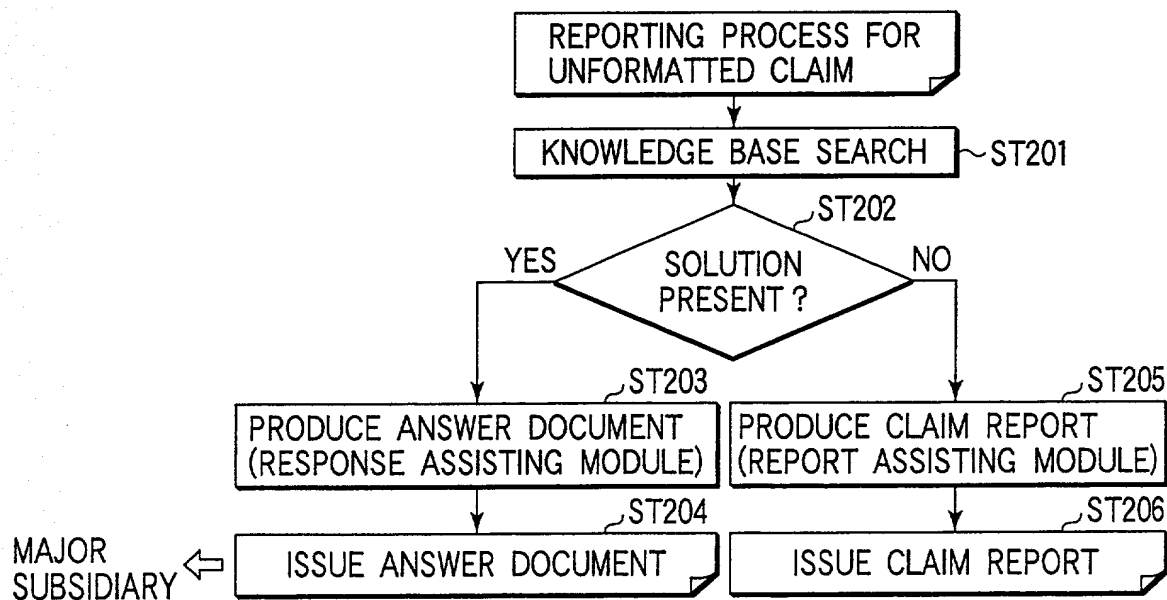 REPORTING PROCESS FOR
UNFORMATTED CLAIM
KNOWLEDGE BASE SEARCH
ST201
ST202
YES
SOLUTION
PRESENT ?
NO
ST203
PRODUCE ANSWER DOCUMENT
(RESPONSE ASSISTING MODULE)
ST205
PRODUCE CLAIM REPORT
(REPORT ASSISTING MODULE)
ST204
ISSUE ANSWER DOCUMENT
MAJOR
SUBSIDIARY
ST206
ISSUE CLAIM REPORT